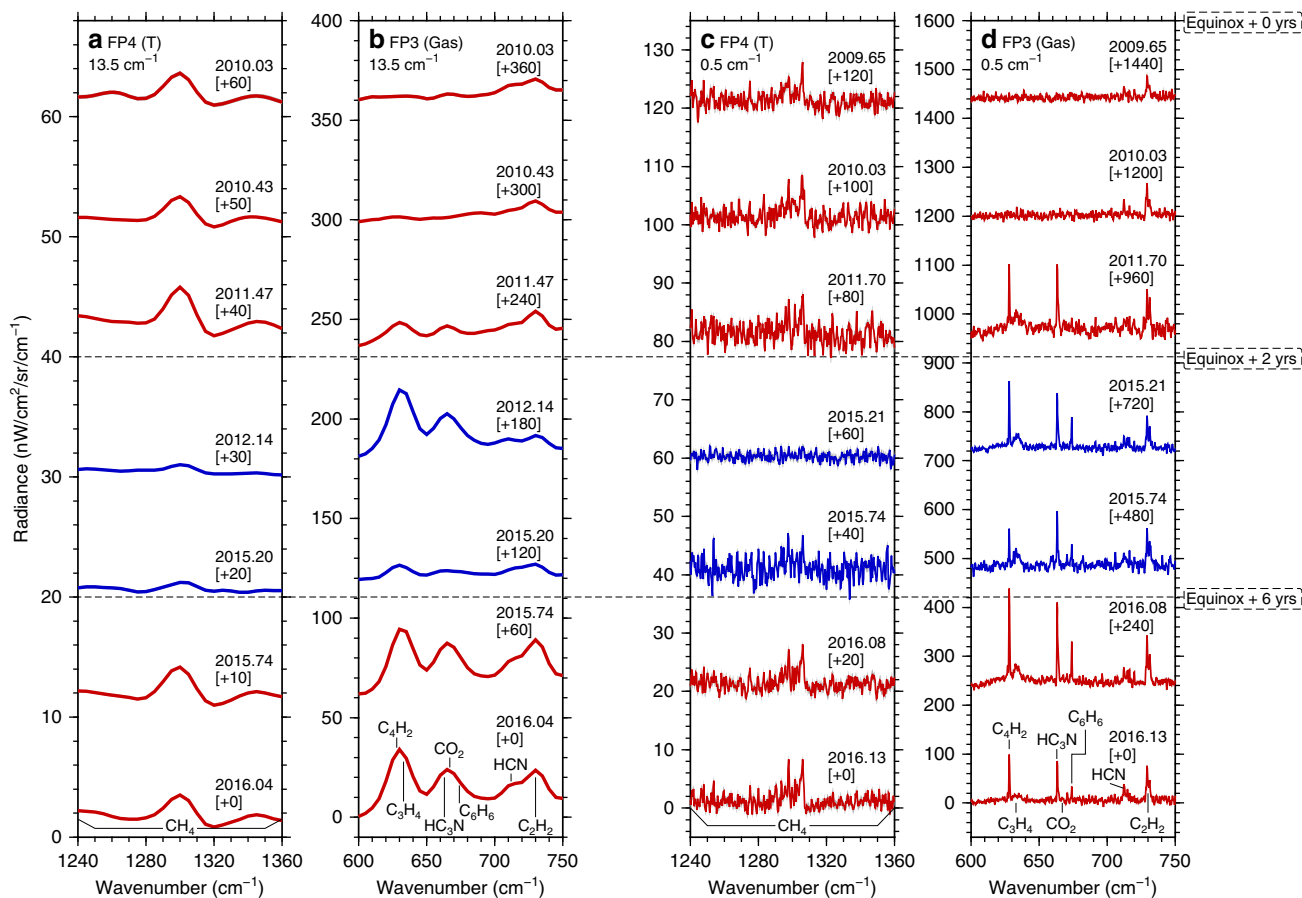 Radiance (nW/cm²/sr/cm⁻¹)
a FP4 (T)
13.5 cm⁻¹
2010.03
[+60]
2010.43
[+50]
2011.47
[+40]
2012.14
[+30]
2015.20
[+20]
2015.74
[+10]
2016.04
[+0]
CH₄
60
50
40
30
20
10
0
1240 1280 1320 1360
Wavenumber (cm⁻¹)
b FP3 (Gas)
13.5 cm⁻¹
2010.03
[+360]
2010.43
[+300]
2011.47
[+240]
2012.14
[+180]
2015.20
[+120]
2015.74
[+60]
2016.04
[+0]
C₄H₂
CO₂
HCN
C₃H₄
HC₃N
C₆H₆
C₂H₂
400
350
300
250
200
150
100
50
0
600 650 700 750
Wavenumber (cm⁻¹)
c FP4 (T)
0.5 cm⁻¹
2009.65
[+120]
2010.03
[+100]
2011.70
[+80]
2015.21
[+60]
2015.74
[+40]
2016.08
[+20]
2016.13
[+0]
CH₄
130
120
110
100
90
80
70
60
50
40
30
20
10
0
1240 1280 1320 1360
Wavenumber (cm⁻¹)
d FP3 (Gas)
0.5 cm⁻¹
2009.65
[+1440]
2010.03
[+1200]
2011.70
[+960]
2015.21
[+720]
2015.74
[+480]
2016.08
[+240]
2016.13
[+0]
C₄H₂
HC₃N
C₆H₆
HCN
C₃H₄
CO₂
C₂H₂
1600
1500
1400
1300
1200
1100
1000
900
800
700
600
500
400
300
200
100
0
600 650 700 750
Wavenumber (cm⁻¹)
Equinox + 0 yrs
Equinox + 2 yrs
Equinox + 6 yrs